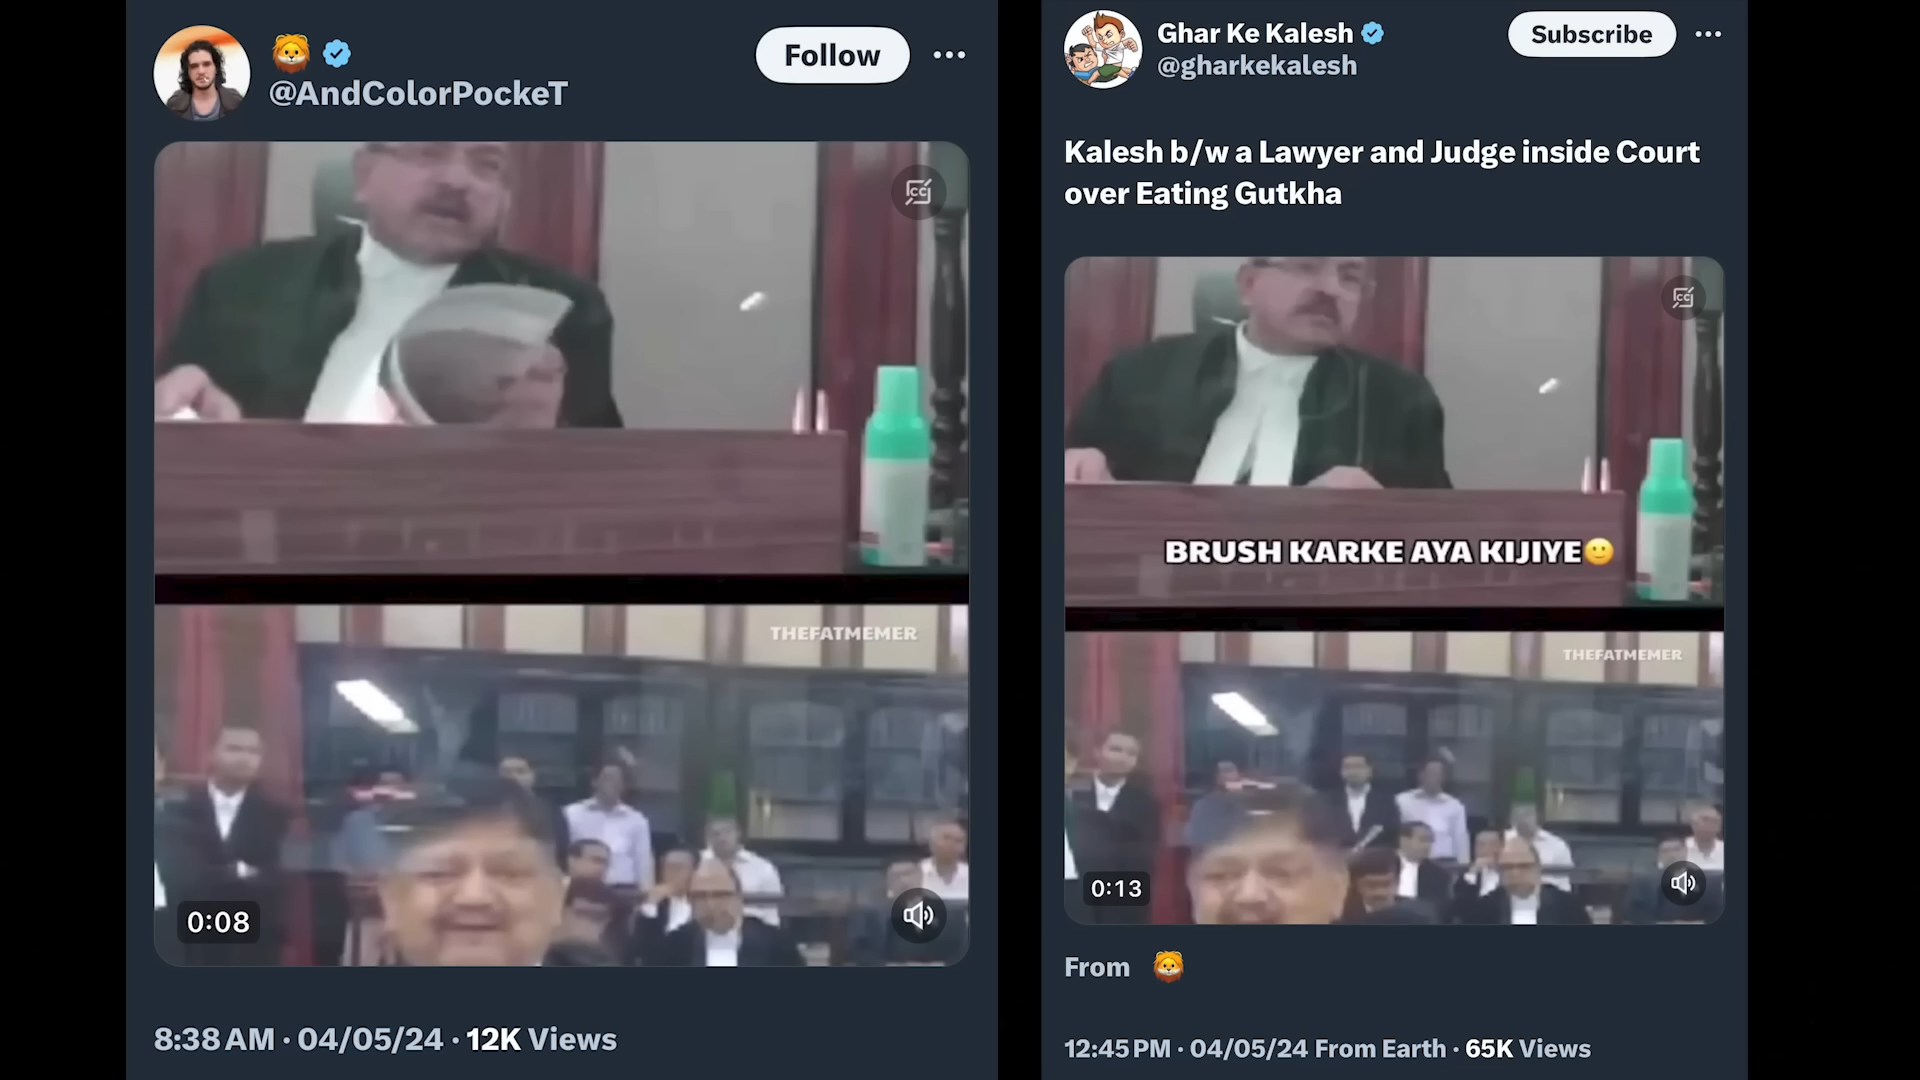 🦁
@AndColorPockeT
Follow
CC
THEFATMEMER
0:08
8:38 AM · 04/05/24 · 12K Views
Ghar Ke Kalesh
@gharkekalesh
Subscribe
Kalesh b/w a Lawyer and Judge inside Court
over Eating Gutkha
CC
BRUSH KARKE AYA KIJIYE🙂
THEFATMEMER
0:13
From 🦁
12:45 PM · 04/05/24 From Earth · 65K Views